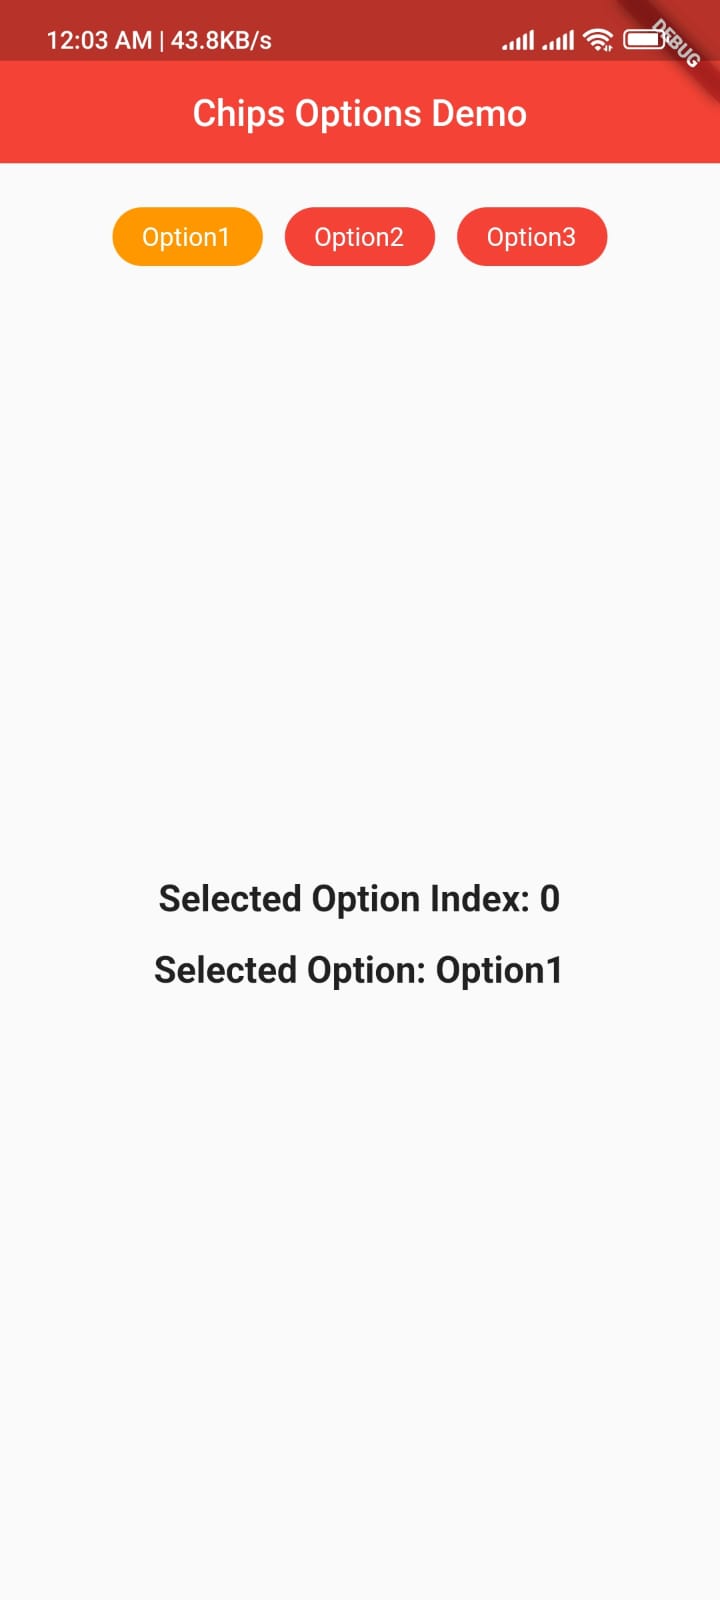 12:03 AM | 43.8KB/s
DEBUG
Chips Options Demo
Option1 Option2 Option3
Selected Option Index: 0
Selected Option: Option1